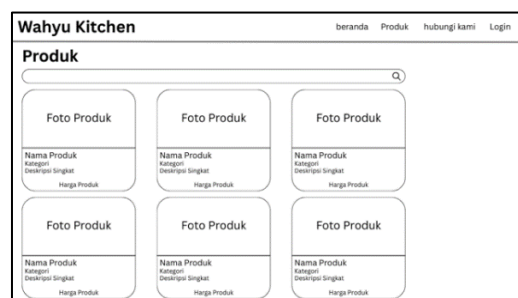 Wahyu Kitchen
beranda Produk hubungi kami Login
Produk
Foto Produk Foto Produk Foto Produk
Nama Produk Nama Produk Nama Produk
Kategori Kategori Kategori
Deskripsi Singkat Deskripsi Singkat Deskripsi Singkat
Harga Produk Harga Produk Harga Produk
Foto Produk Foto Produk Foto Produk
Nama Produk Nama Produk Nama Produk
Kategori Kategori Kategori
Deskripsi Singkat Deskripsi Singkat Deskripsi Singkat
Harga Produk Harga Produk Harga Produk